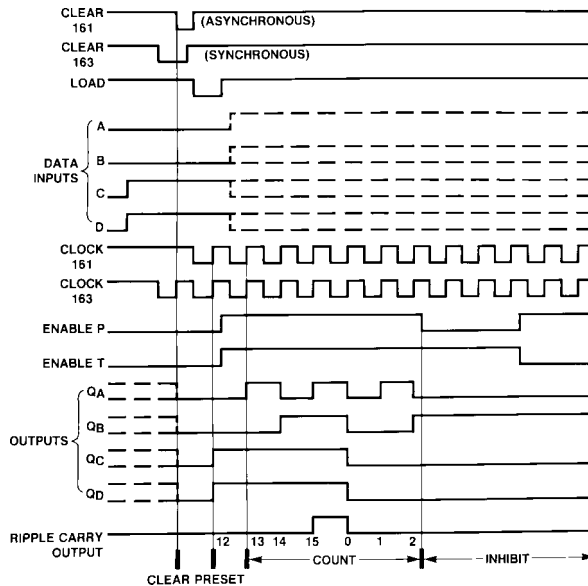 CLEAR
161
(ASYNCHRONOUS)
CLEAR
163
(SYNCHRONOUS)
LOAD
A
B
DATA
INPUTS
C
D
CLOCK
161
CLOCK
163
ENABLE P
ENABLE T
QA
QB
OUTPUTS
QC
QD
RIPPLE CARRY
OUTPUT
12 13 14 15 0 1 2
COUNT
INHIBIT
CLEAR PRESET